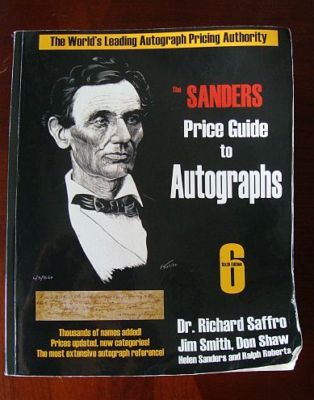 The World's Leading Autograph Pricing Authority
The SANDERS
Price Guide
to
Autographs
Sixth Edition
6
Thousands of names added!
Prices updated, new categories!
The most extensive autograph reference!
Dr. Richard Saffro
Jim Smith, Don Shaw
Helen Sanders and Ralph Roberts